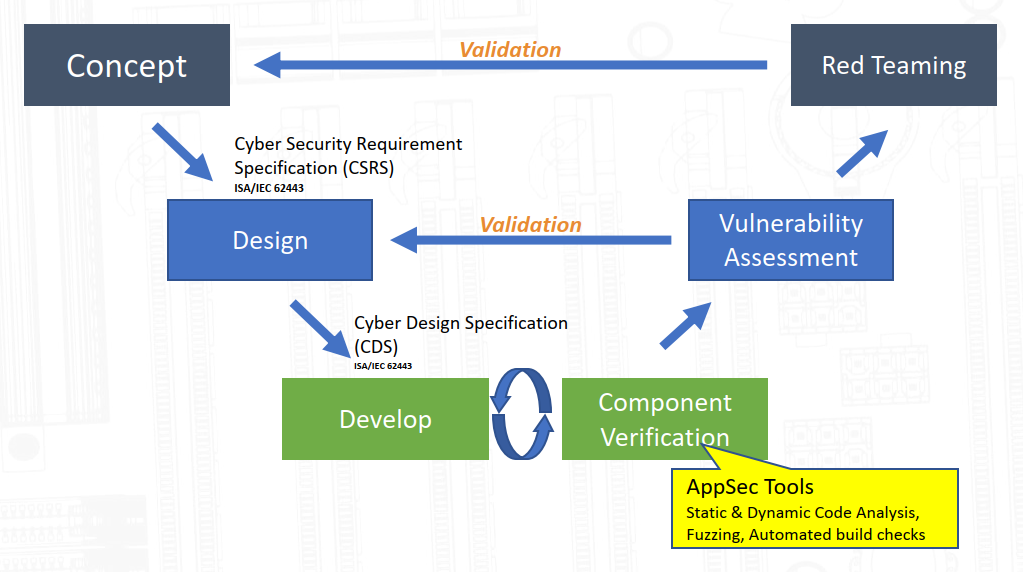 Concept
Validation
Red Teaming
Cyber Security Requirement
Specification (CSRS)
ISA/IEC 62443
Design
Validation
Vulnerability
Assessment
Cyber Design Specification
(CDS)
ISA/IEC 62443
Develop
Component
Verification
AppSec Tools
Static & Dynamic Code Analysis,
Fuzzing, Automated build checks